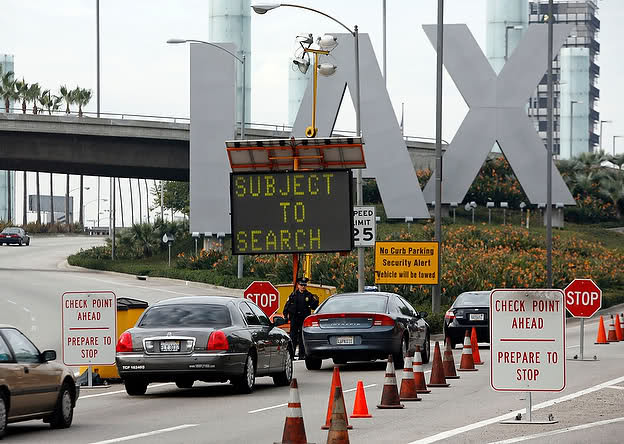 LAX
SUBJECT
TO
SEARCH
SPEED
LIMIT
25
No Curb Parking
Security Alert
Vehicle will be towed
STOP
CHECK POINT
AHEAD
PREPARE TO
STOP
CHECK POINT
AHEAD
PREPARE TO
STOP
STOP